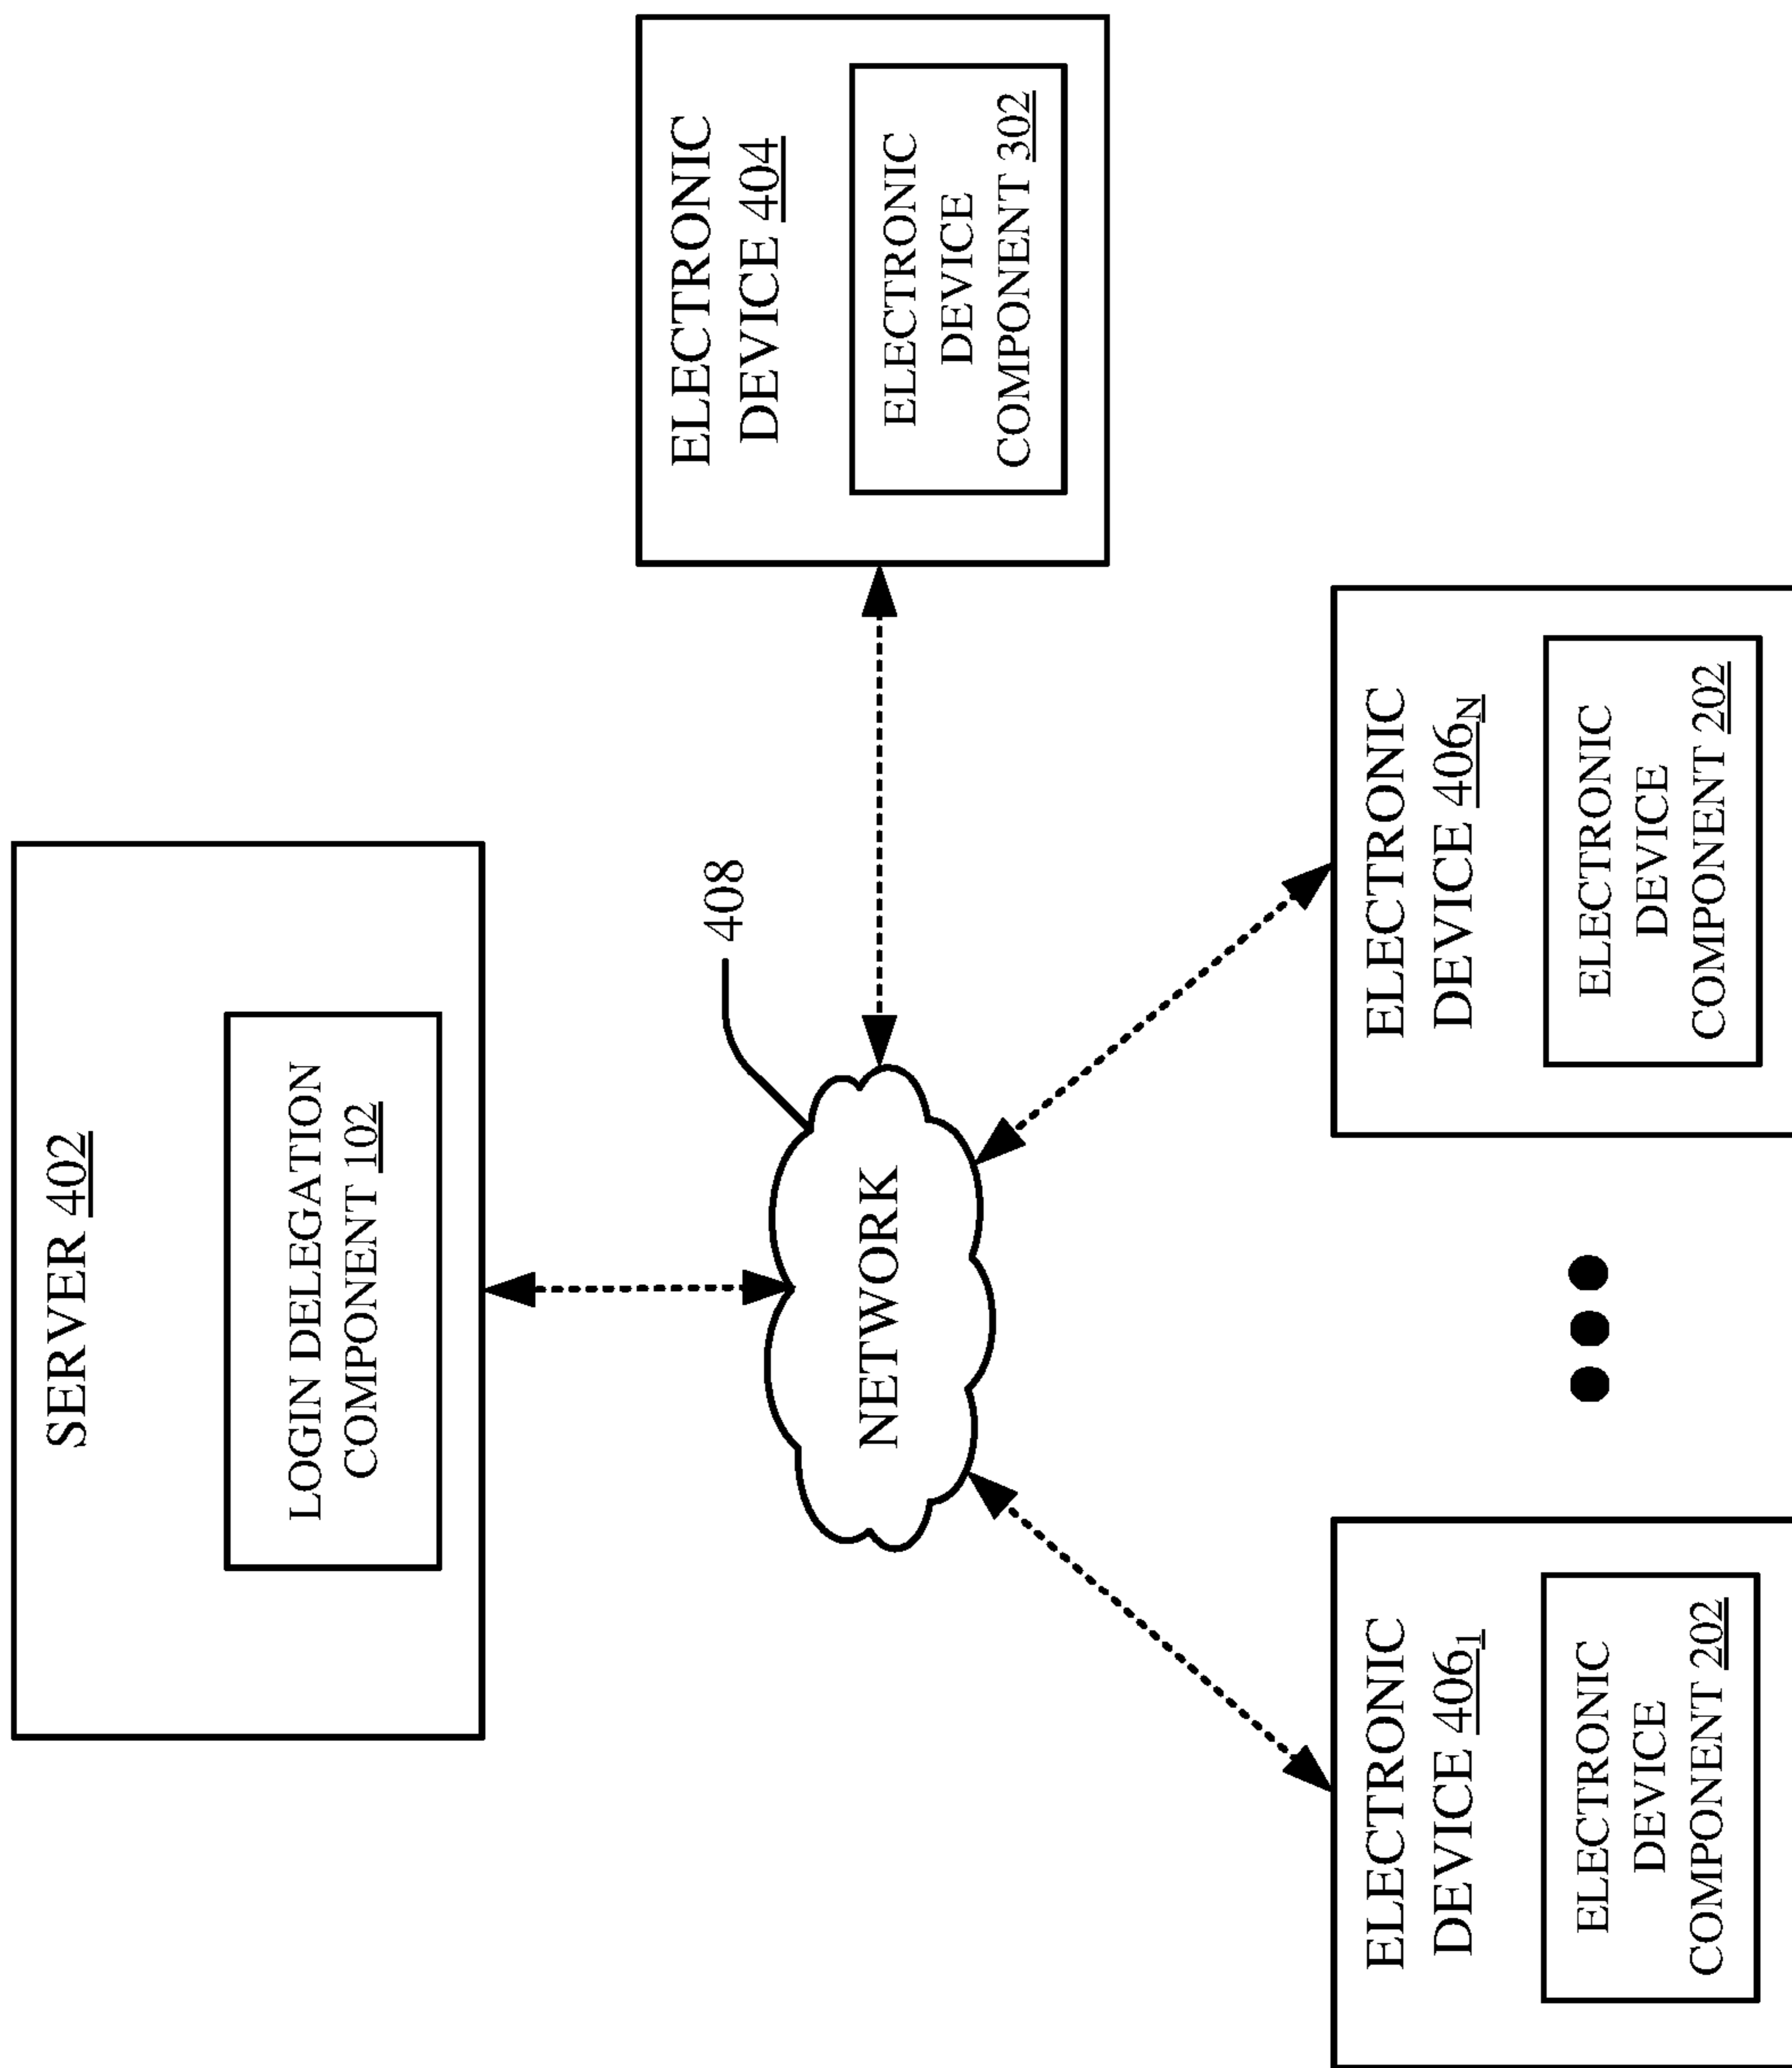 SERVER 402
LOGIN DELEGATION
COMPONENT 102
408
NETWORK
ELECTRONIC
DEVICE 404
ELECTRONIC
DEVICE
COMPONENT 302
ELECTRONIC
DEVICE 406₁
ELECTRONIC
DEVICE
COMPONENT 202
ELECTRONIC
DEVICE 406_N
ELECTRONIC
DEVICE
COMPONENT 202